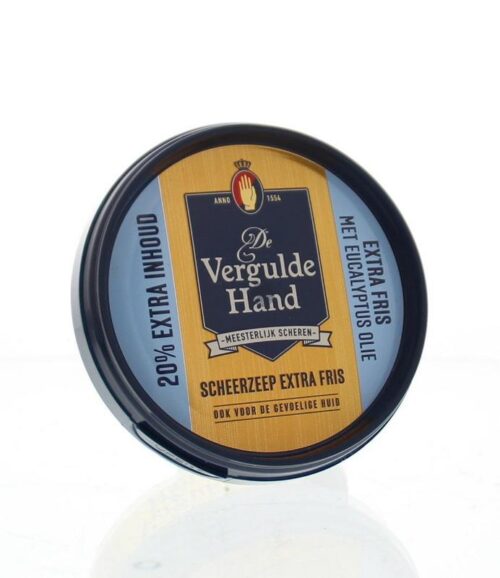 ANNO 1554
De
Vergulde
Hand
-MEESTERLIJK SCHEREN-
SCHEERZEEP EXTRA FRIS
OOK VOOR DE GEVOELIGE HUID
20% EXTRA INHOUD
EXTRA FRIS
MET EUCALYPTUS OLIE